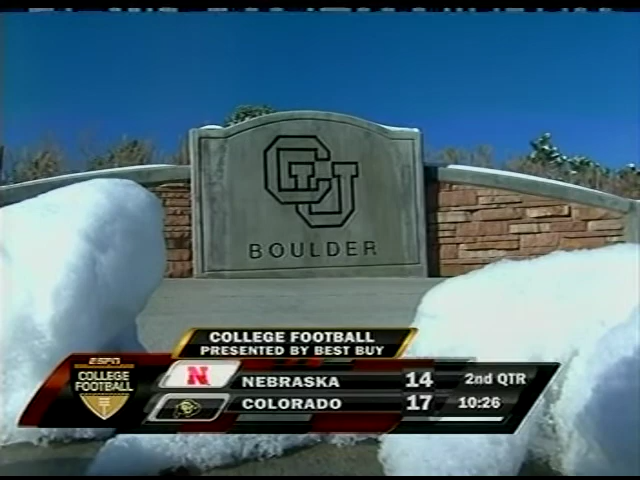 CU
BOULDER
COLLEGE FOOTBALL
PRESENTED BY BEST BUY
ESPN
COLLEGE
FOOTBALL
N NEBRASKA 14 2nd QTR
COLORADO 17 10:26